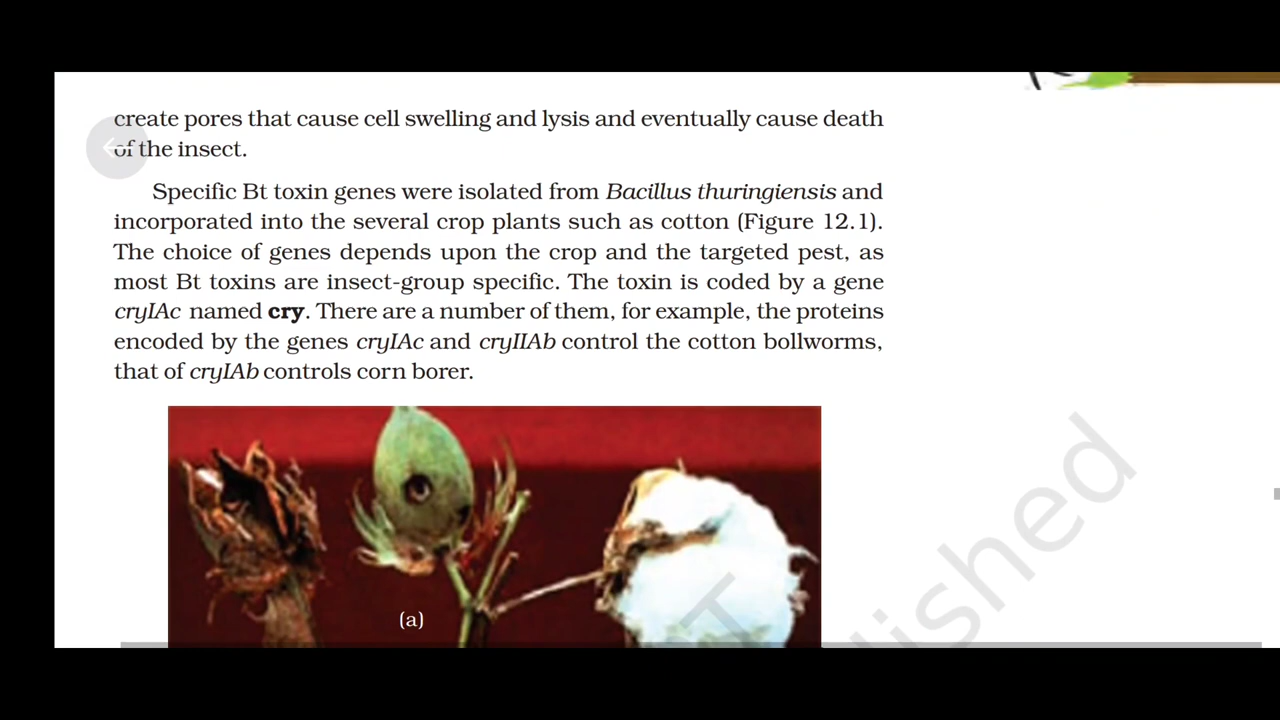 create pores that cause cell swelling and lysis and eventually cause death
of the insect.
Specific Bt toxin genes were isolated from Bacillus thuringiensis and
incorporated into the several crop plants such as cotton (Figure 12.1).
The choice of genes depends upon the crop and the targeted pest, as
most Bt toxins are insect-group specific. The toxin is coded by a gene
cryIAc named cry. There are a number of them, for example, the proteins
encoded by the genes cryIAc and cryIIAb control the cotton bollworms,
that of cryIAb controls corn borer.
(a)